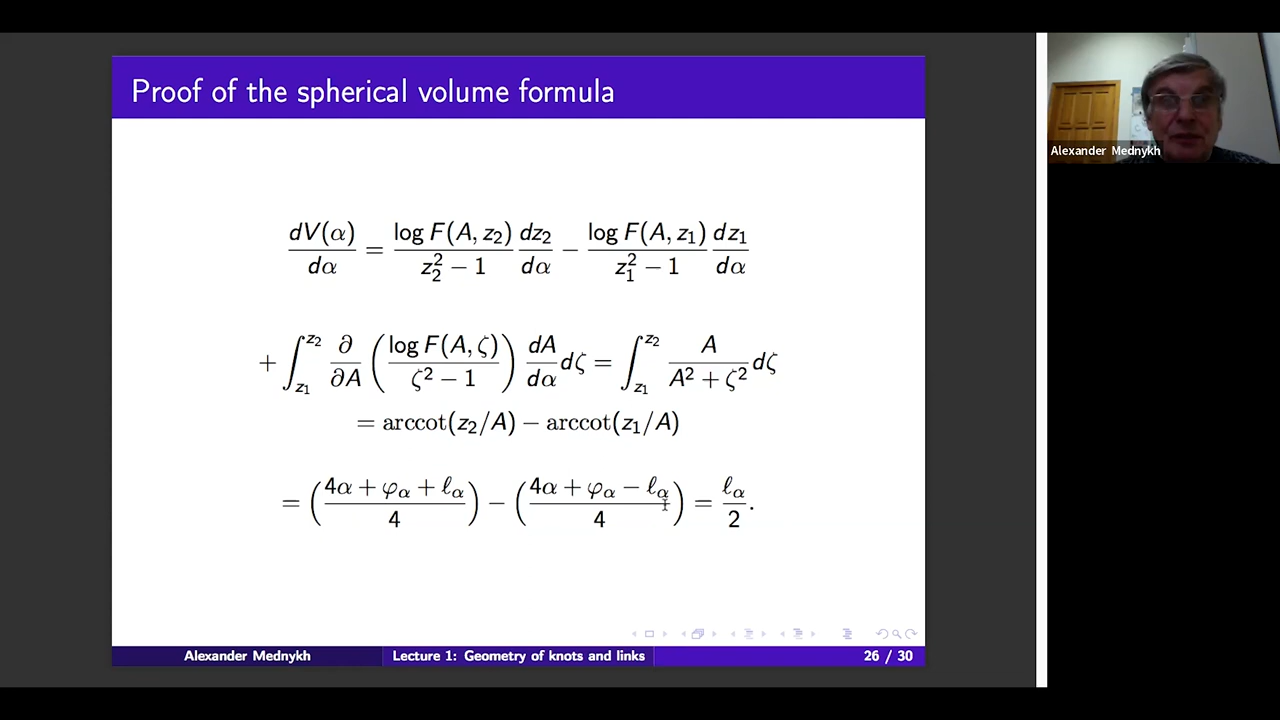 Proof of the spherical volume formula
Alexander Mednykh
dV(α)/dα = log F(A, z₂)/(z₂² − 1) dz₂/dα − log F(A, z₁)/(z₁² − 1) dz₁/dα
+ ∫_{z₁}^{z₂} ∂/∂A (log F(A, ζ)/(ζ² − 1)) dA/dα dζ = ∫_{z₁}^{z₂} A/(A² + ζ²) dζ
= arccot(z₂/A) − arccot(z₁/A)
= ((4α + φ_α + ℓ_α)/4) − ((4α + φ_α − ℓ_α)/4) = ℓ_α/2.
Alexander Mednykh Lecture 1: Geometry of knots and links 26 / 30